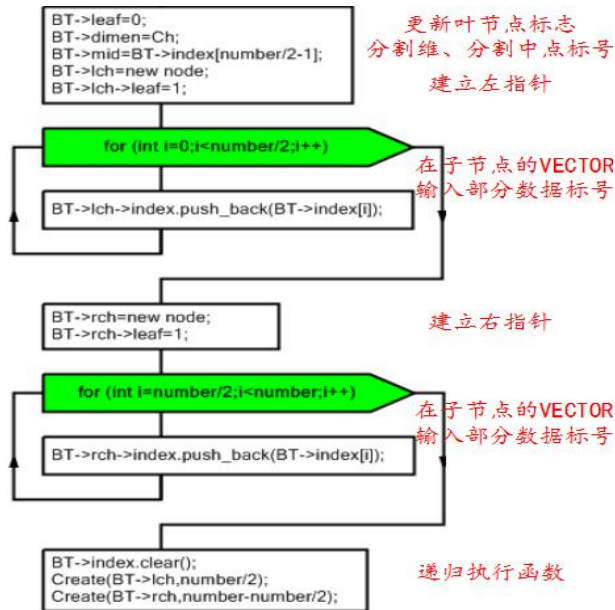 BT->leaf=0;
BT->dimen=Ch;
BT->mid=BT->index[number/2-1];
BT->lch=new node;
BT->lch->leaf=1;
更新叶节点标志
分割维、分割中点标号
建立左指针
for (int i=0;i<number/2;i++)
BT->lch->index.push_back(BT->index[i]);
在子节点的VECTOR
输入部分数据标号
BT->rch=new node;
BT->rch->leaf=1;
建立右指针
for (int i=number/2;i<number;i++)
BT->rch->index.push_back(BT->index[i]);
在子节点的VECTOR
输入部分数据标号
BT->index.clear();
Create(BT->lch,number/2);
Create(BT->rch,number-number/2);
递归执行函数